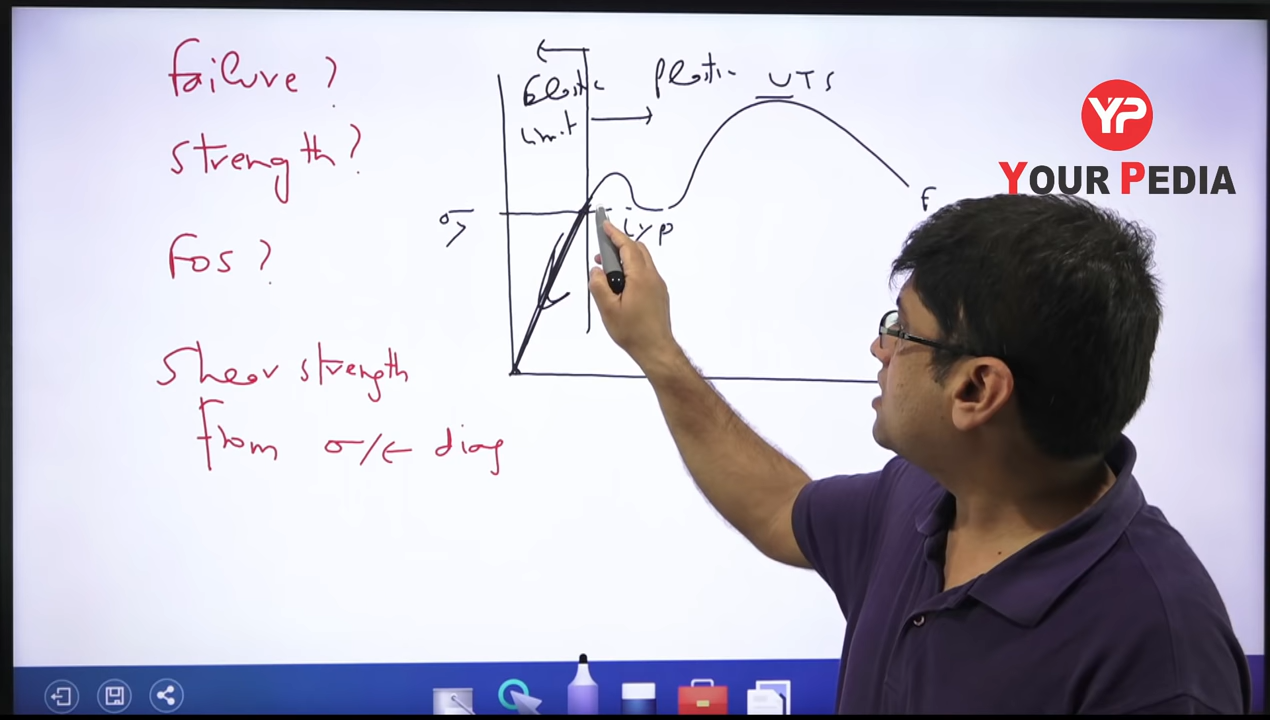 Failure?
Strength?
FOS?
Shear strength
From σ/ϵ diag
Elastic
Limit
Plastic
UTS
σy
Lyp
F
YP
YOUR PEDIA